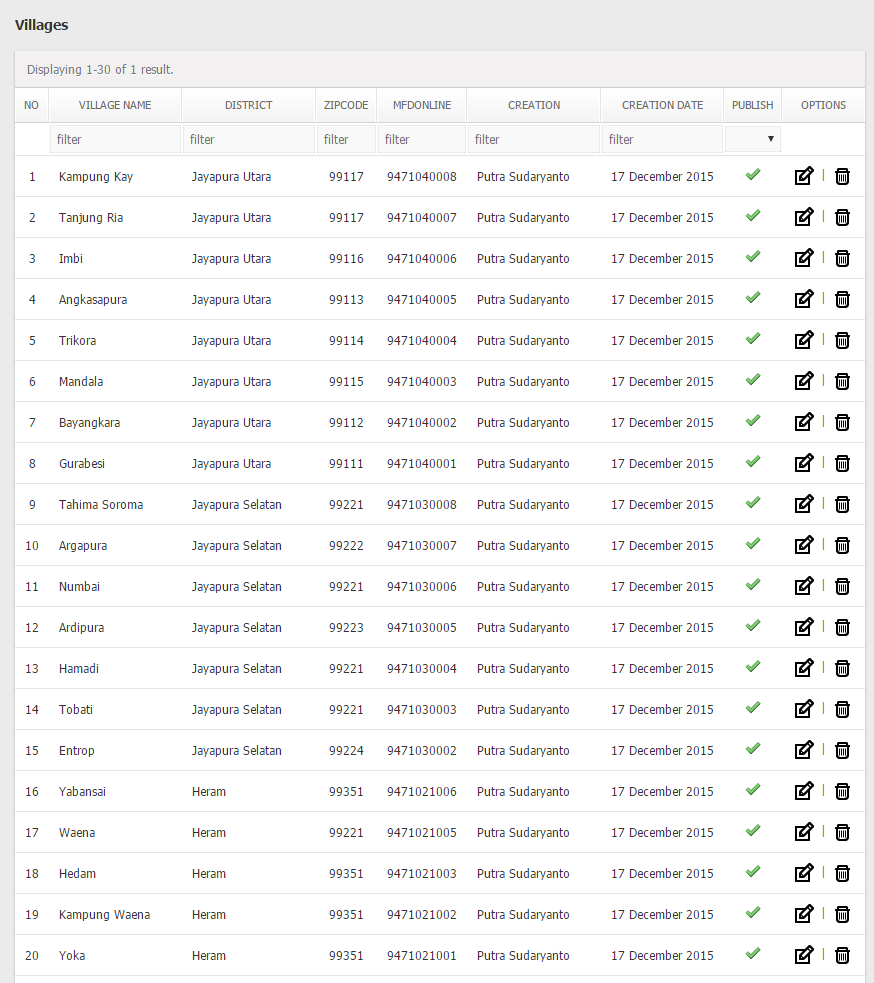 Villages
Displaying 1-30 of 1 result.
NO VILLAGE NAME DISTRICT ZIPCODE MFDONLINE CREATION CREATION DATE PUBLISH OPTIONS
filter filter filter filter filter filter
1 Kampung Kay Jayapura Utara 99117 9471040008 Putra Sudaryanto 17 December 2015 |
2 Tanjung Ria Jayapura Utara 99117 9471040007 Putra Sudaryanto 17 December 2015 |
3 Imbi Jayapura Utara 99116 9471040006 Putra Sudaryanto 17 December 2015 |
4 Angkasapura Jayapura Utara 99113 9471040005 Putra Sudaryanto 17 December 2015 |
5 Trikora Jayapura Utara 99114 9471040004 Putra Sudaryanto 17 December 2015 |
6 Mandala Jayapura Utara 99115 9471040003 Putra Sudaryanto 17 December 2015 |
7 Bayangkara Jayapura Utara 99112 9471040002 Putra Sudaryanto 17 December 2015 |
8 Gurabesi Jayapura Utara 99111 9471040001 Putra Sudaryanto 17 December 2015 |
9 Tahima Soroma Jayapura Selatan 99221 9471030008 Putra Sudaryanto 17 December 2015 |
10 Argapura Jayapura Selatan 99222 9471030007 Putra Sudaryanto 17 December 2015 |
11 Numbai Jayapura Selatan 99221 9471030006 Putra Sudaryanto 17 December 2015 |
12 Ardipura Jayapura Selatan 99223 9471030005 Putra Sudaryanto 17 December 2015 |
13 Hamadi Jayapura Selatan 99221 9471030004 Putra Sudaryanto 17 December 2015 |
14 Tobati Jayapura Selatan 99221 9471030003 Putra Sudaryanto 17 December 2015 |
15 Entrop Jayapura Selatan 99224 9471030002 Putra Sudaryanto 17 December 2015 |
16 Yabansai Heram 99351 9471021006 Putra Sudaryanto 17 December 2015 |
17 Waena Heram 99221 9471021005 Putra Sudaryanto 17 December 2015 |
18 Hedam Heram 99351 9471021003 Putra Sudaryanto 17 December 2015 |
19 Kampung Waena Heram 99351 9471021002 Putra Sudaryanto 17 December 2015 |
20 Yoka Heram 99351 9471021001 Putra Sudaryanto 17 December 2015 |